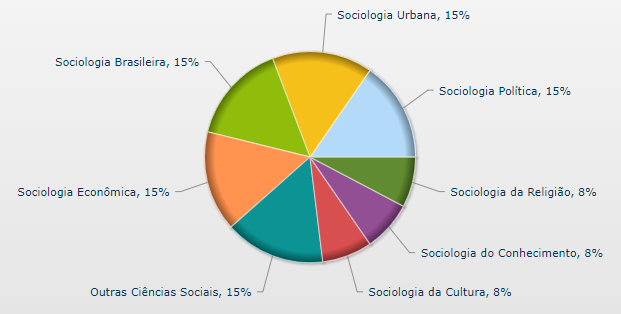 Sociologia Urbana, 15%
Sociologia Brasileira, 15%
Sociologia Política, 15%
Sociologia Econômica, 15%
Sociologia da Religião, 8%
Sociologia do Conhecimento, 8%
Outras Ciências Sociais, 15%
Sociologia da Cultura, 8%